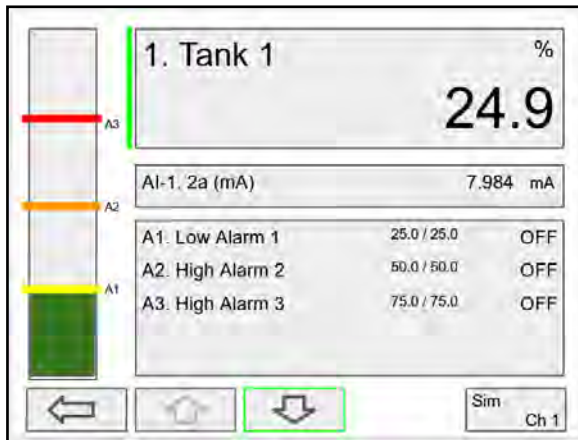 1. Tank 1
%
24.9
A3
AI-1. 2a (mA) 7.984 mA
A2
A1. Low Alarm 1 25.0 / 25.0 OFF
A2. High Alarm 2 50.0 / 50.0 OFF
A1
A3. High Alarm 3 75.0 / 75.0 OFF
Sim
Ch 1